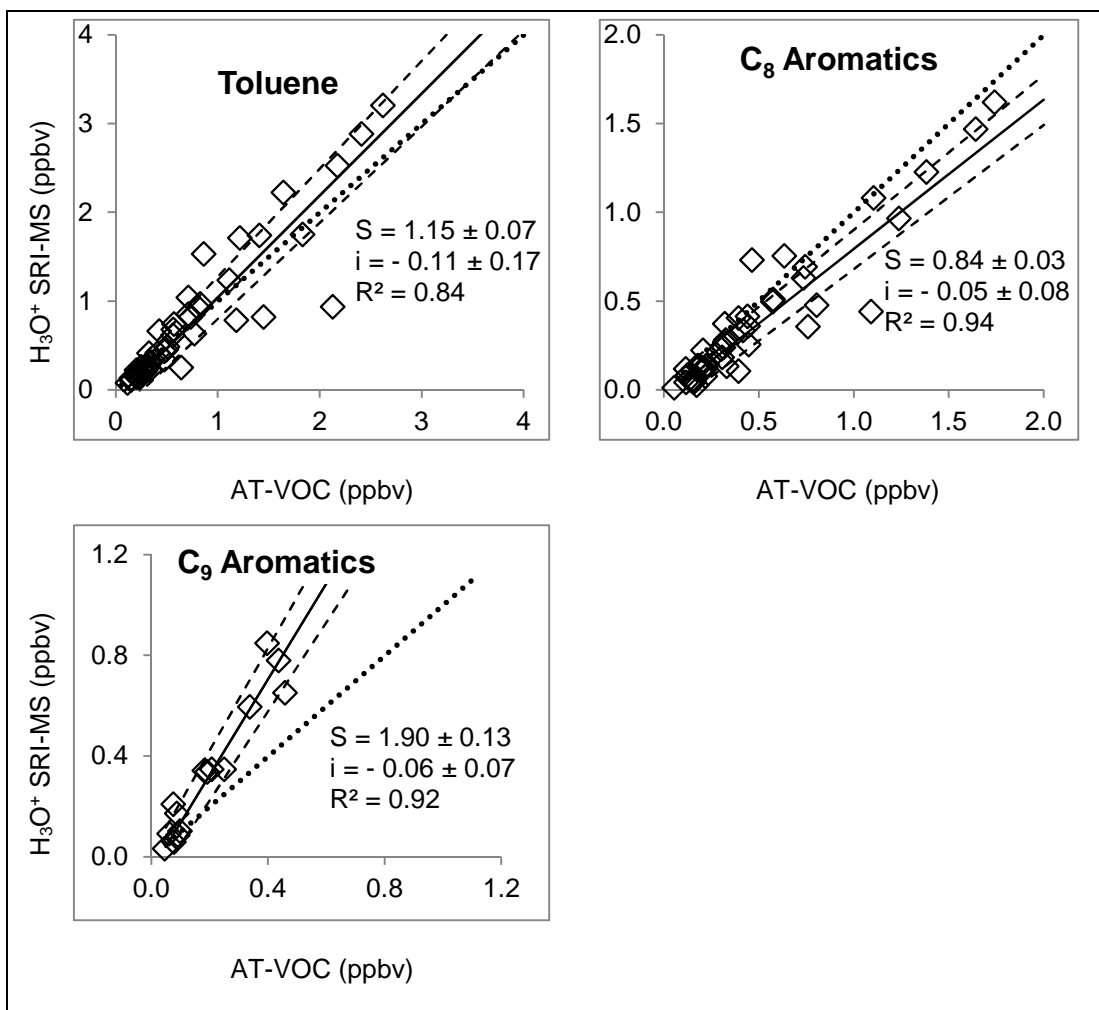 Toluene
4
3
2
1
0
0 1 2 3 4
H₃O⁺ SRI-MS (ppbv)
S = 1.15 ± 0.07
i = - 0.11 ± 0.17
R² = 0.84
AT-VOC (ppbv)
C₈ Aromatics
2.0
1.5
1.0
0.5
0.0
0.0 0.5 1.0 1.5 2.0
S = 0.84 ± 0.03
i = - 0.05 ± 0.08
R² = 0.94
AT-VOC (ppbv)
C₉ Aromatics
1.2
0.8
0.4
0.0
0.0 0.4 0.8 1.2
H₃O⁺ SRI-MS (ppbv)
S = 1.90 ± 0.13
i = - 0.06 ± 0.07
R² = 0.92
AT-VOC (ppbv)